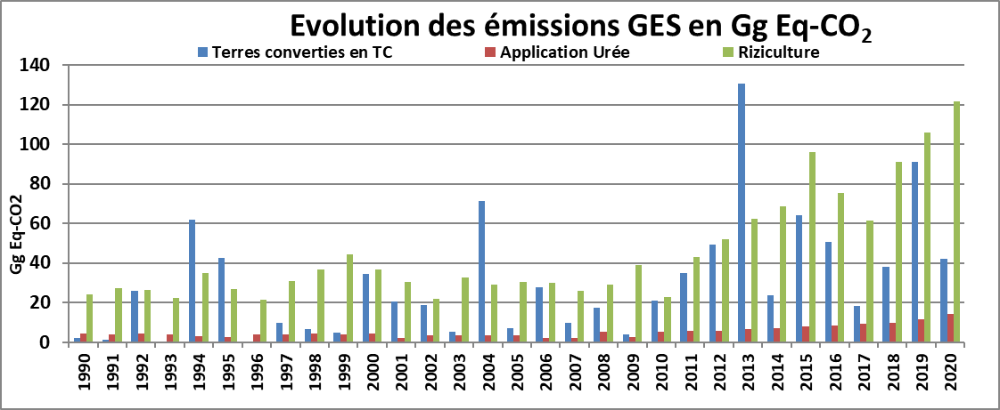 Evolution des émissions GES en Gg Eq-CO2
Terres converties en TC Application Urée Riziculture
140
120
100
80
60
40
20
0
Gg Eq-CO2
1990 1991 1992 1993 1994 1995 1996 1997 1998 1999 2000 2001 2002 2003 2004 2005 2006 2007 2008 2009 2010 2011 2012 2013 2014 2015 2016 2017 2018 2019 2020